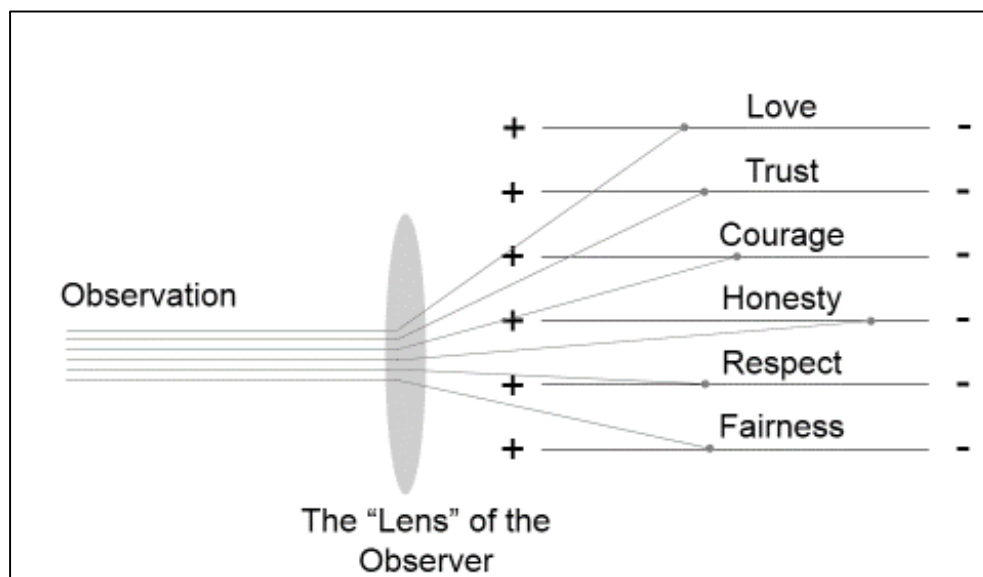 + Love -
+ Trust -
+ Courage -
Observation
+ Honesty -
+ Respect -
+ Fairness -
The “Lens” of the
Observer